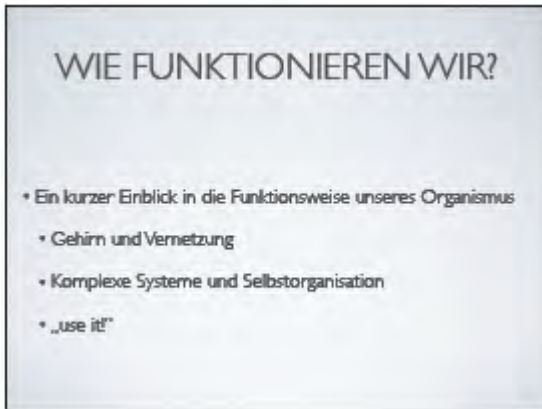 WIE FUNKTIONIEREN WIR?
• Ein kurzer Einblick in die Funktionsweise unseres Organismus
• Gehirn und Vernetzung
• Komplexe Systeme und Selbstorganisation
• „use it!“